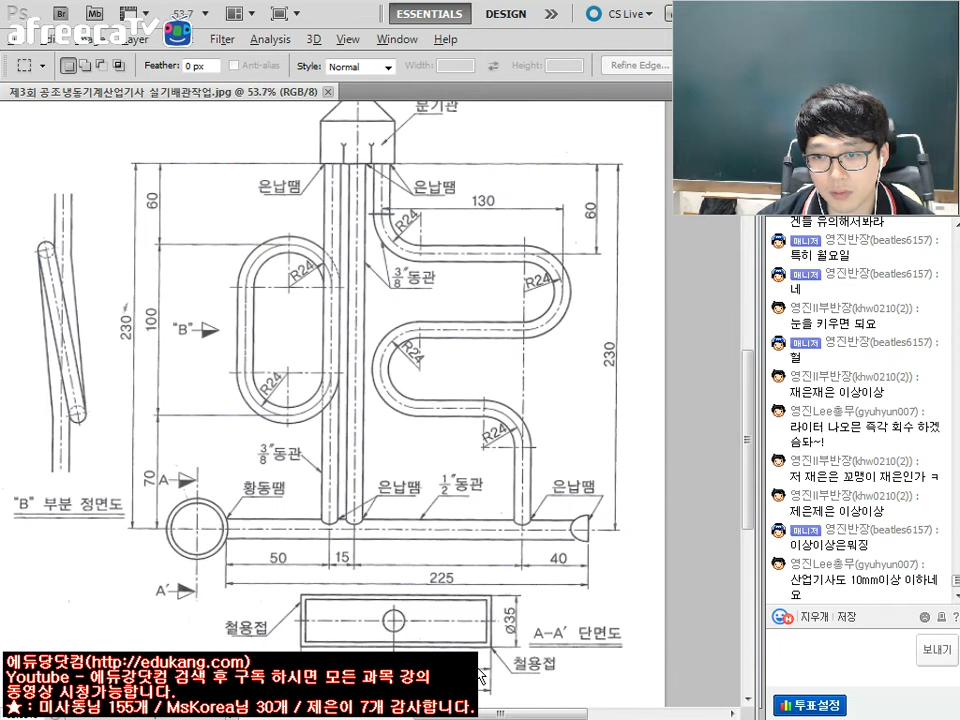 Ps Br Mb 53.7 ESSENTIALS DESIGN CS Live
afreecaTV
Layer Filter Analysis 3D View Window Help
Feather: 0 px Anti-alias Style: Normal Width: Height: Refine Edge...
제3회 공조냉동기계산업기사 실기배관작업.jpg @ 53.7% (RGB/8)
분기관
은납땜 은납땜
60 130 60
R24
R24 3/8"동관 R24
230 100 "B" 230
R24
R24 R24
3/8"동관
70 A 황동땜 은납땜 1/2"동관 은납땜
"B" 부분 정면도
50 15 40
A' 225
철용접 Ø35 A-A' 단면도
철용접
에듀강닷컴(http://edukang.com)
Youtube - 에듀강닷컴 검색 후 구독 하시면 모든 과목 강의
동영상 시청가능합니다.
★ : 미사동님 155개 / MsKorea님 30개 / 제은이 7개 감사합니다.
겐틀 유의해서봐라
매니저 영진반장(beatles6157) :
특히 월요일
매니저 영진반장(beatles6157) :
네
영진II부반장(khw0210(2)) :
눈을 키우면 되요
매니저 영진반장(beatles6157) :
헐
영진II부반장(khw0210(2)) :
재은재은 이상이상
영진Lee총무(gyuhyun007) :
라이터 나오믄 즉각 회수 하겠
슴돠~!
영진II부반장(khw0210(2)) :
저 재은은 꼬맹이 재은인가 ㅋ
영진II부반장(khw0210(2)) :
제은제은 이상이상
매니저 영진반장(beatles6157) :
이상이상은뭐징
영진Lee총무(gyuhyun007) :
산업기사도 10mm이상 이하네
요
지우개 저장
보내기
투표설정